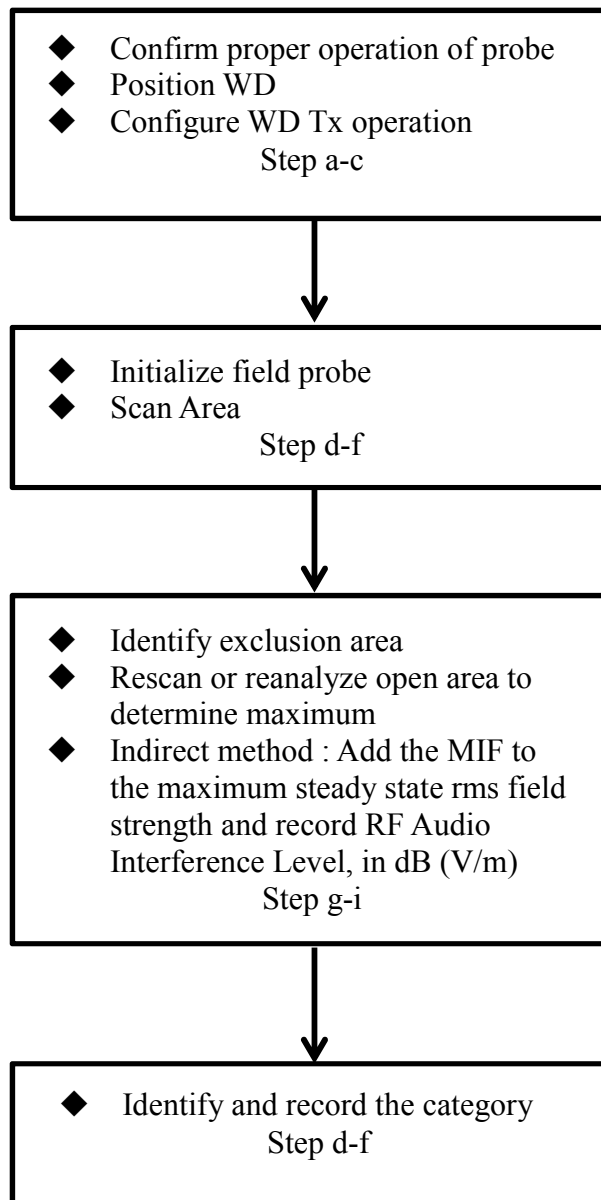 ◆ Confirm proper operation of probe
◆ Position WD
◆ Configure WD Tx operation
Step a-c
◆ Initialize field probe
◆ Scan Area
Step d-f
◆ Identify exclusion area
◆ Rescan or reanalyze open area to
determine maximum
◆ Indirect method : Add the MIF to
the maximum steady state rms field
strength and record RF Audio
Interference Level, in dB (V/m)
Step g-i
◆ Identify and record the category
Step d-f